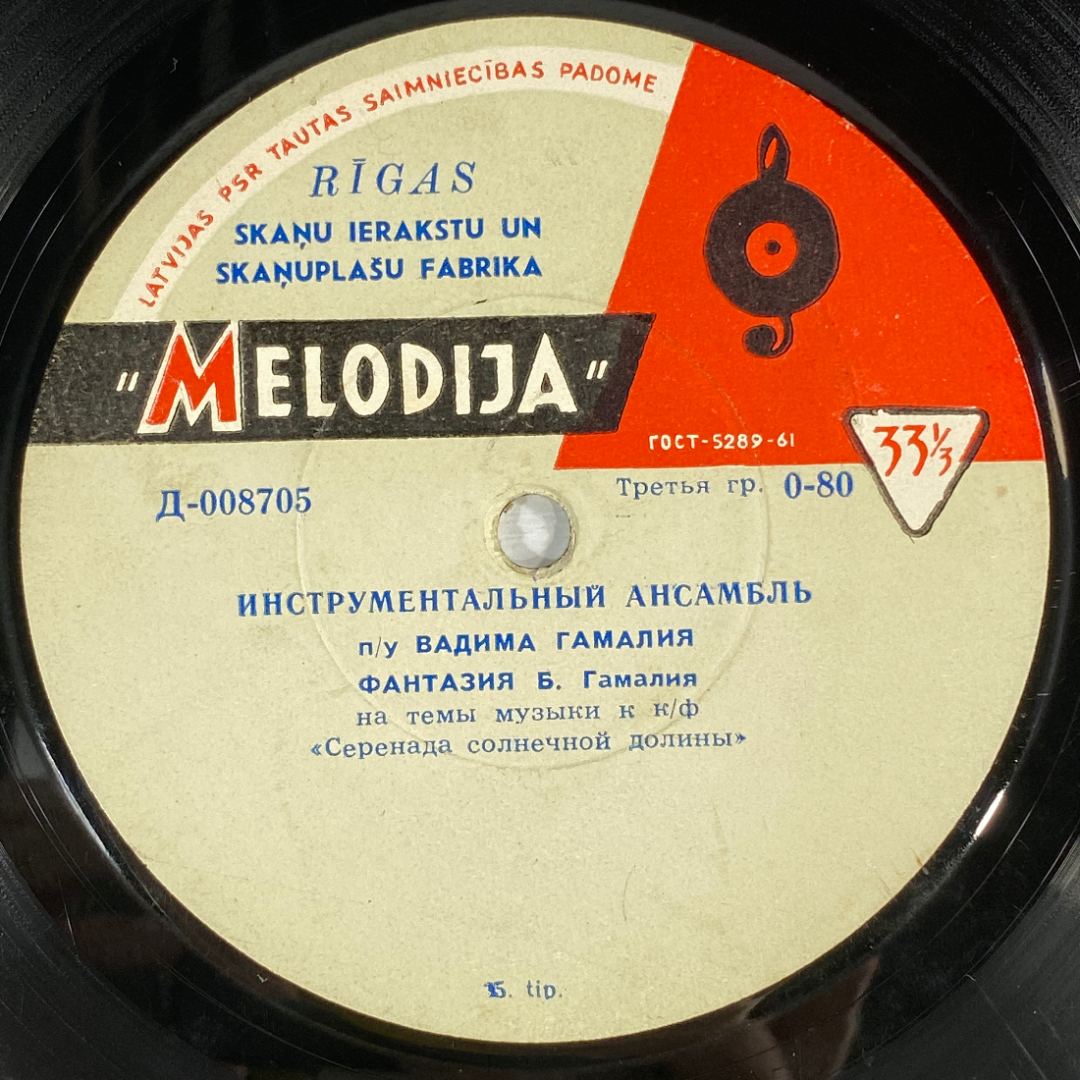 LATVIJAS PSR TAUTAS SAIMNIECĪBAS PADOME
RĪGAS
SKAŅU IERAKSTU UN
SKAŅUPLAŠU FABRIKA
"MELODIJA"
ГОСТ-5289-61
33⅓
Д-008705
Третья гр. 0-80
ИНСТРУМЕНТАЛЬНЫЙ АНСАМБЛЬ
п/у ВАДИМА ГАМАЛИЯ
ФАНТАЗИЯ Б. Гамалия
на темы музыки к к/ф
«Серенада солнечной долины»
tip.